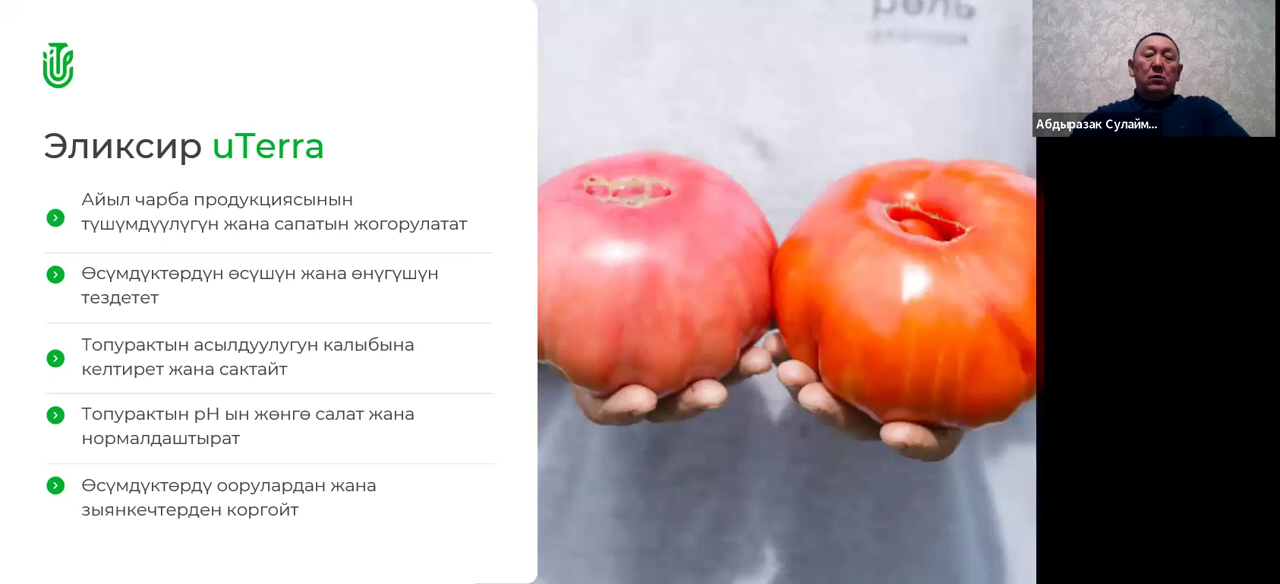 Эликсир uTerra
Айыл чарба продукциясынын
түшүмдүүлүгүн жана сапатын жогорулатат
Өсүмдүктөрдүн өсүшүн жана өнүгүшүн
тездетет
Топурактын асылдуулугун калыбына
келтирет жана сактайт
Топурактын pH ын жөнгө салат жана
нормалдаштырат
Өсүмдүктөрдү оорулардан жана
зыянкечтерден коргойт
Абдыразак Сулайм...